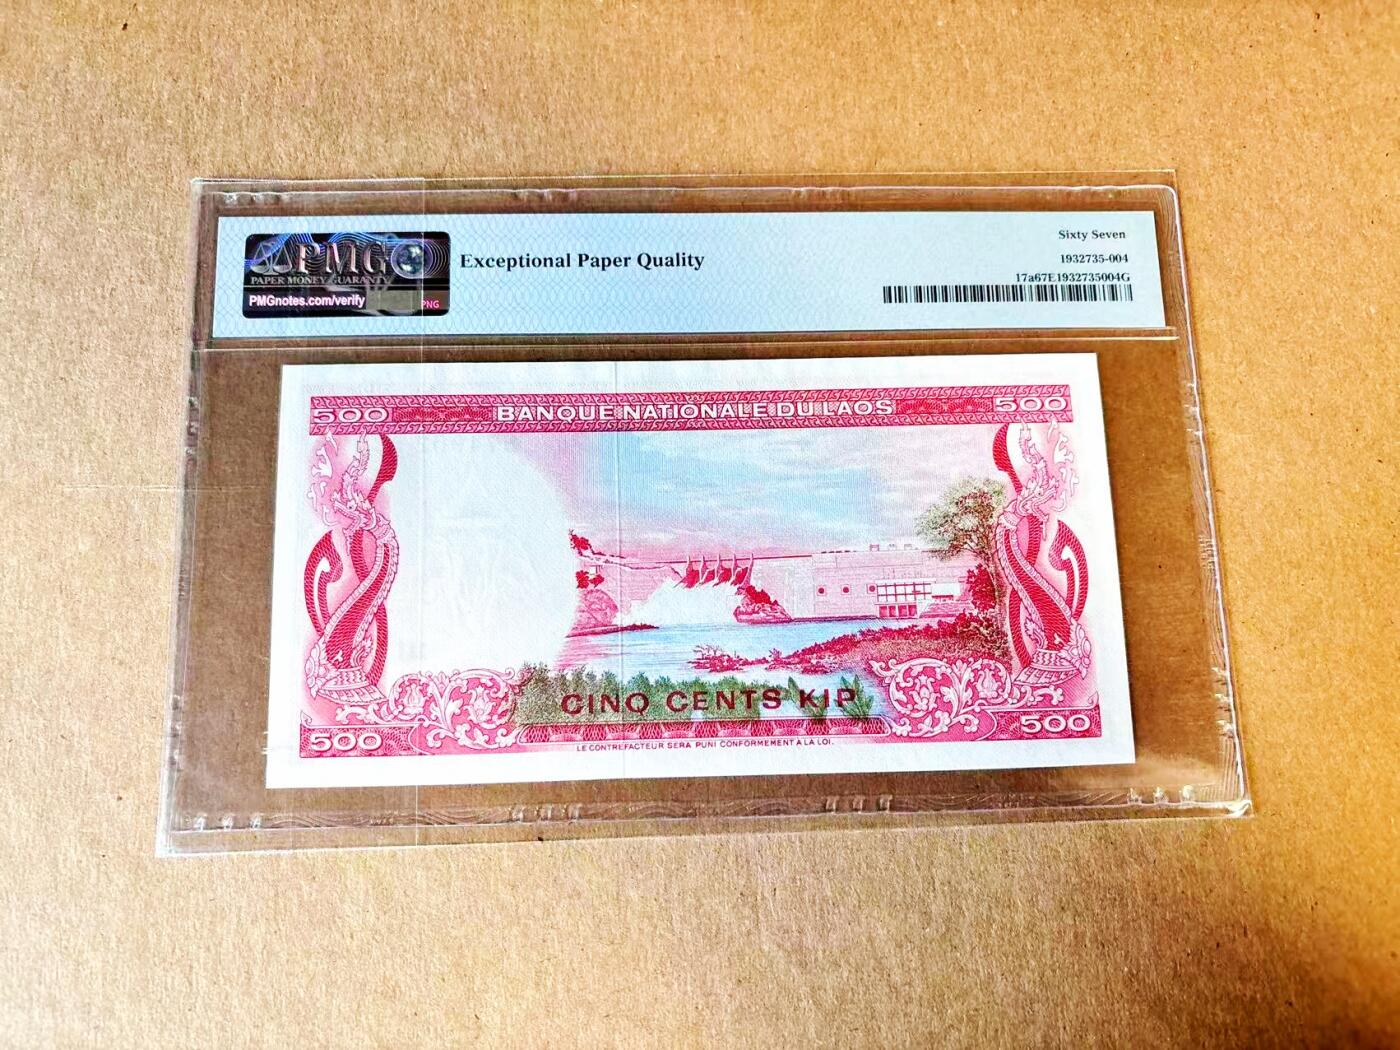 PMG
PAPER MONEY GUARANTY
PMGnotes.com/verify
PNG
Exceptional Paper Quality
Sixty Seven
1932735-004
17a67E1932735004G
500 BANQUE NATIONALE DU LAOS 500
CINQ CENTS KIP
500 500
LE CONTREFACTEUR SERA PUNI CONFORMEMENT A LA LOI.